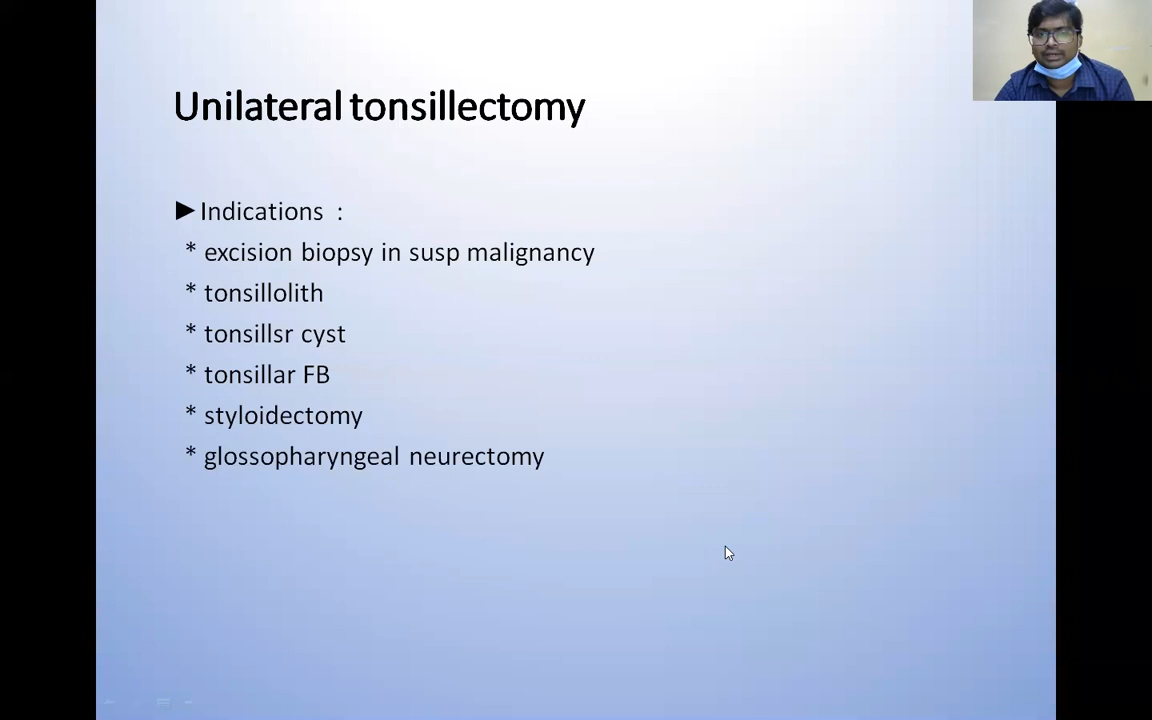 Unilateral tonsillectomy
►Indications :
* excision biopsy in susp malignancy
* tonsillolith
* tonsillsr cyst
* tonsillar FB
* styloidectomy
* glossopharyngeal neurectomy